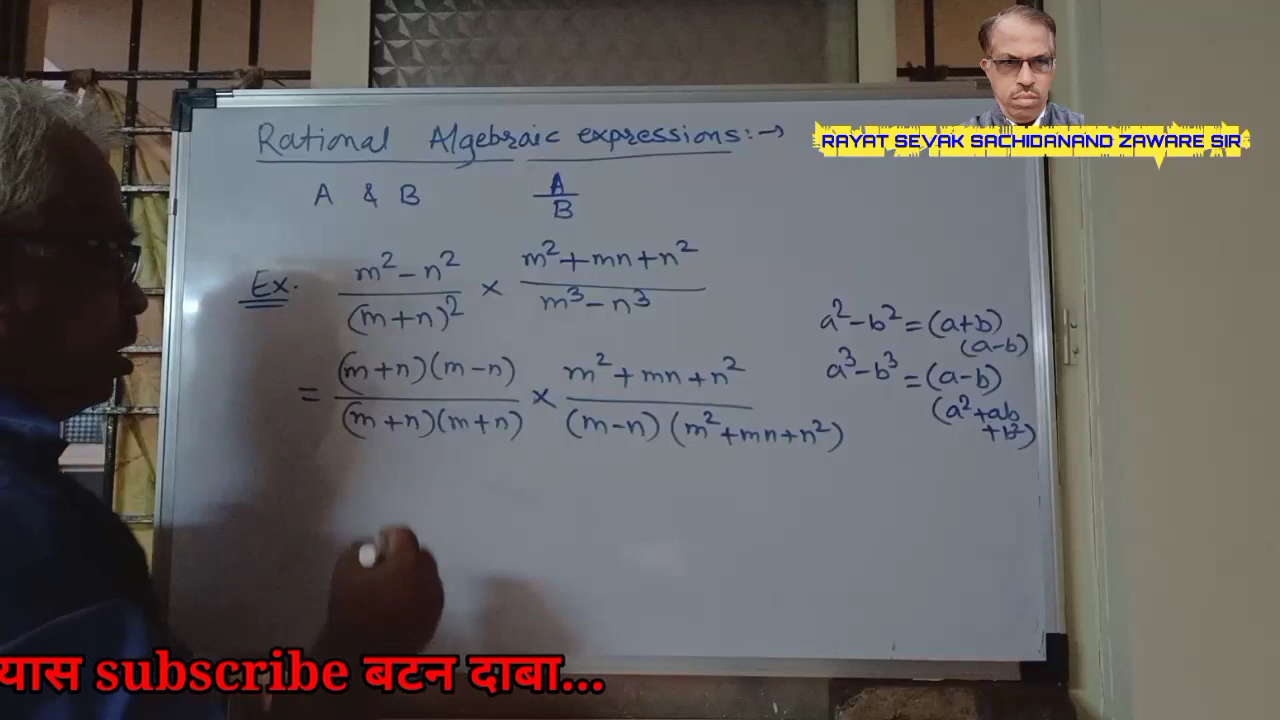 RAYAT SEVAK SACHIDANAND ZAWARE SIR
Rational Algebraic expressions:→
A & B A/B
Ex. m²-n²/(m+n)² × m²+mn+n²/m³-n³
= (m+n)(m-n)/(m+n)(m+n) × m²+mn+n²/(m-n)(m²+mn+n²)
a²-b²=(a+b)
(a-b)
a³-b³=(a-b)
(a²+ab
+b²)
यास subscribe बटन दाबा...